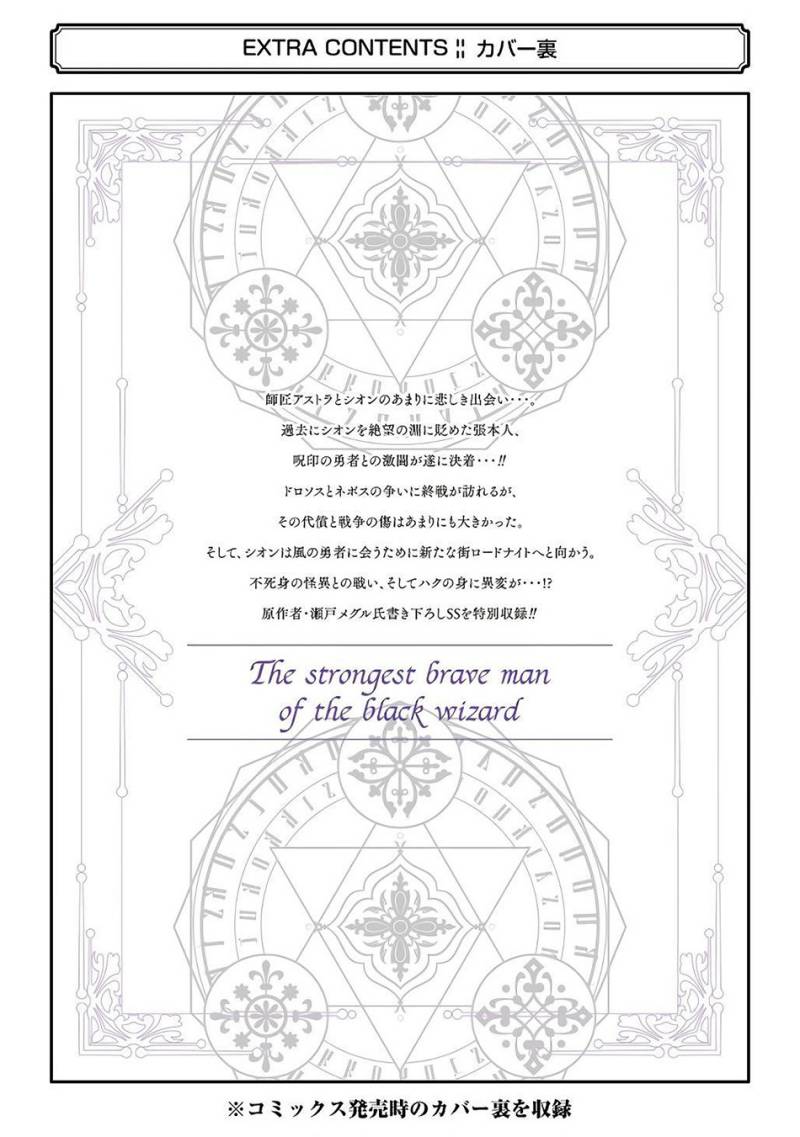 EXTRA CONTENTS :: カバー裏
師匠アストラとシオンのあまりに悲しき出会い・・・。
過去にシオンを絶望の淵に貶めた張本人、
呪印の勇者との激闘が遂に決着・・・!!
ドロソスとネボスの争いに終戦が訪れるが、
その代償と戦争の傷はあまりにも大きかった。
そして、シオンは風の勇者に会うために新たな街ロードナイトへと向かう。
不死身の怪異との戦い、そしてハクの身に異変が・・・!?
原作者・瀬戸メグル氏書き下ろしSSを特別収録!!
The strongest brave man
of the black wizard
※コミックス発売時のカバー裏を収録